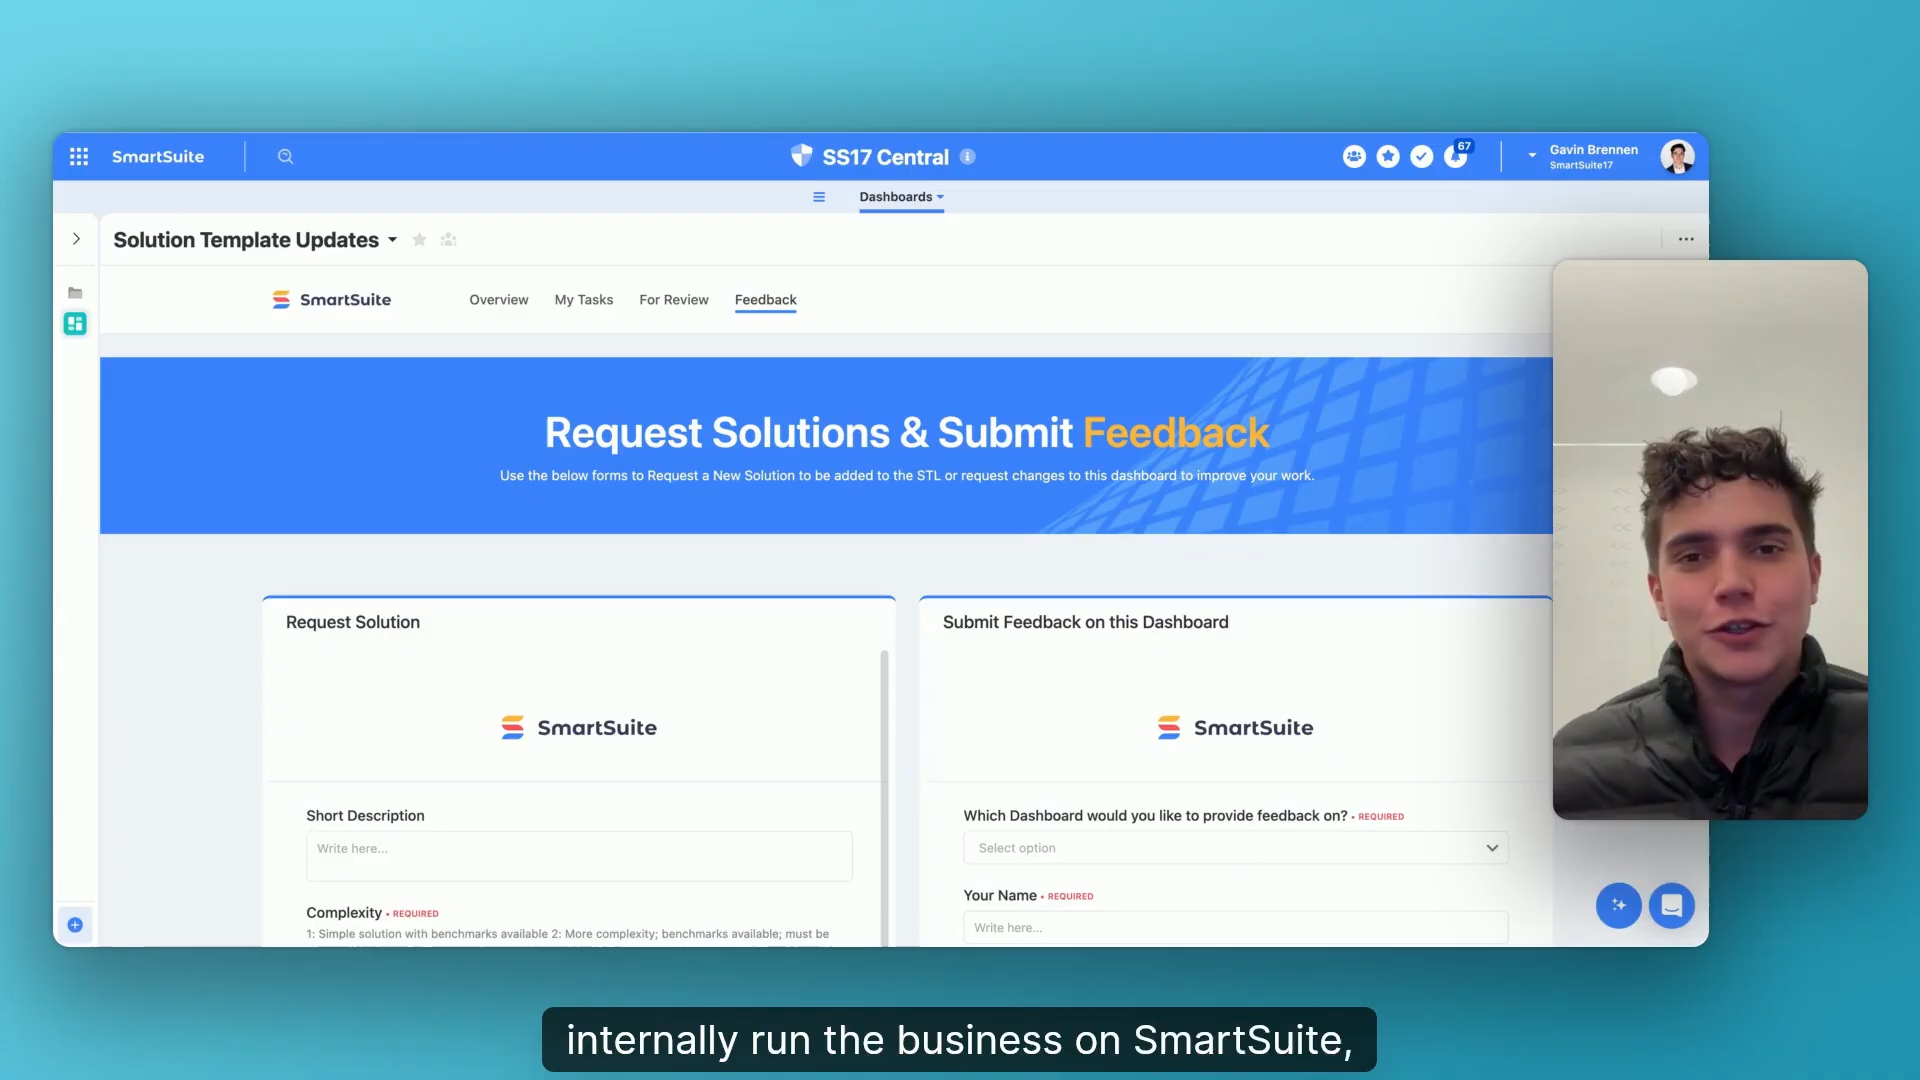 SmartSuite
SS17 Central
67
Gavin Brennen
SmartSuite17
Dashboards
Solution Template Updates
SmartSuite
Overview
My Tasks
For Review
Feedback
Request Solutions & Submit Feedback
Use the below forms to Request a New Solution to be added to the STL or request changes to this dashboard to improve your work.
Request Solution
SmartSuite
Short Description
Write here...
Complexity • REQUIRED
1: Simple solution with benchmarks available 2: More complexity; benchmarks available; must be
Submit Feedback on this Dashboard
SmartSuite
Which Dashboard would you like to provide feedback on? • REQUIRED
Select option
Your Name • REQUIRED
Write here...
internally run the business on SmartSuite,